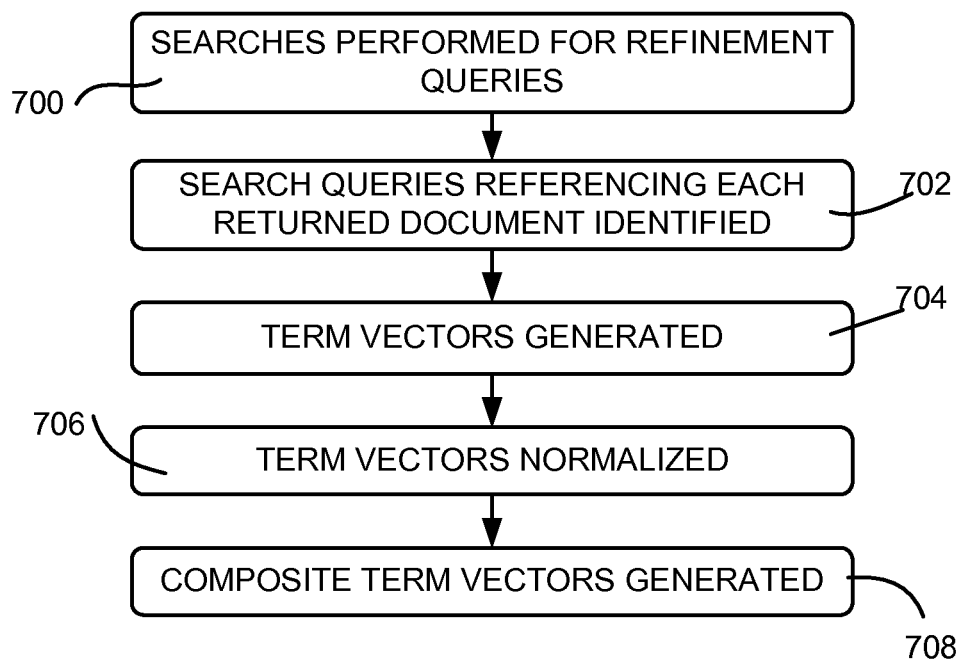 SEARCHES PERFORMED FOR REFINEMENT
QUERIES
700
SEARCH QUERIES REFERENCING EACH
RETURNED DOCUMENT IDENTIFIED
702
704
TERM VECTORS GENERATED
706
TERM VECTORS NORMALIZED
COMPOSITE TERM VECTORS GENERATED
708